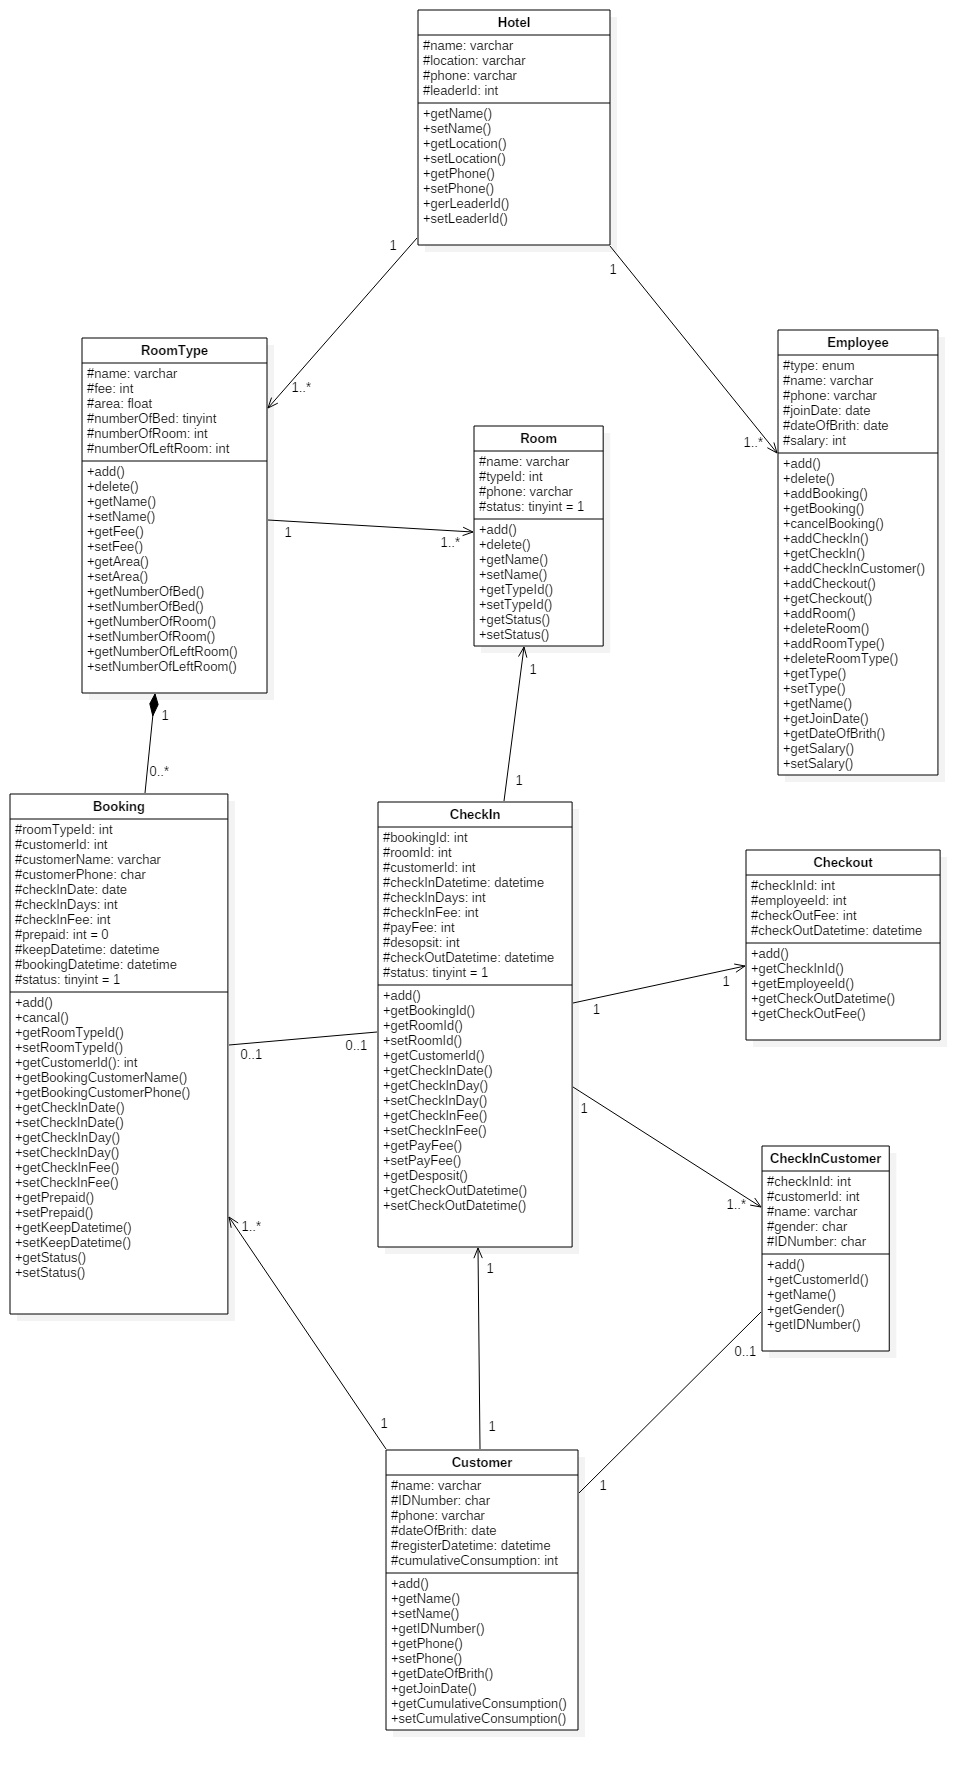 Hotel
#name: varchar
#location: varchar
#phone: varchar
#leaderId: int
+getName()
+setName()
+getLocation()
+setLocation()
+getPhone()
+setPhone()
+gerLeaderId()
+setLeaderId()
1
1
1..*
1..*
RoomType
#name: varchar
#fee: int
#area: float
#numberOfBed: tinyint
#numberOfRoom: int
#numberOfLeftRoom: int
+add()
+delete()
+getName()
+setName()
+getFee()
+setFee()
+getArea()
+setArea()
+getNumberOfBed()
+setNumberOfBed()
+getNumberOfRoom()
+setNumberOfRoom()
+getNumberOfLeftRoom()
+setNumberOfLeftRoom()
1
1..*
Room
#name: varchar
#typeId: int
#phone: varchar
#status: tinyint = 1
+add()
+delete()
+getName()
+setName()
+getTypeId()
+setTypeId()
+getStatus()
+setStatus()
Employee
#type: enum
#name: varchar
#phone: varchar
#joinDate: date
#dateOfBrith: date
#salary: int
+add()
+delete()
+addBooking()
+getBooking()
+cancelBooking()
+addCheckIn()
+getCheckIn()
+addCheckInCustomer()
+addCheckout()
+getCheckout()
+addRoom()
+deleteRoom()
+addRoomType()
+deleteRoomType()
+getType()
+setType()
+getName()
+getJoinDate()
+getDateOfBrith()
+getSalary()
+setSalary()
1
0..*
1
1
Booking
#roomTypeId: int
#customerId: int
#customerName: varchar
#customerPhone: char
#checkInDate: date
#checkInDays: int
#checkInFee: int
#prepaid: int = 0
#keepDatetime: datetime
#bookingDatetime: datetime
#status: tinyint = 1
+add()
+cancal()
+getRoomTypeId()
+setRoomTypeId()
+getCustomerId(): int
+getBookingCustomerName()
+getBookingCustomerPhone()
+getCheckInDate()
+setCheckInDate()
+getCheckInDay()
+setCheckInDay()
+getCheckInFee()
+setCheckInFee()
+getPrepaid()
+setPrepaid()
+getKeepDatetime()
+setKeepDatetime()
+getStatus()
+setStatus()
0..1
0..1
CheckIn
#bookingId: int
#roomId: int
#customerId: int
#checkInDatetime: datetime
#checkInDays: int
#checkInFee: int
#payFee: int
#desopsit: int
#checkOutDatetime: datetime
#status: tinyint = 1
+add()
+getBookingId()
+getRoomId()
+setRoomId()
+getCustomerId()
+getCheckInDate()
+getCheckInDay()
+setCheckInDay()
+getCheckInFee()
+setCheckInFee()
+getPayFee()
+setPayFee()
+getDesposit()
+getCheckOutDatetime()
+setCheckOutDatetime()
1
1
Checkout
#checkInId: int
#employeeId: int
#checkOutFee: int
#checkOutDatetime: datetime
+add()
+getCheckInId()
+getEmployeeId()
+getCheckOutDatetime()
+getCheckOutFee()
1
1..*
CheckInCustomer
#checkInId: int
#customerId: int
#name: varchar
#gender: char
#IDNumber: char
+add()
+getCustomerId()
+getName()
+getGender()
+getIDNumber()
1..*
1
1
1
0..1
1
Customer
#name: varchar
#IDNumber: char
#phone: varchar
#dateOfBrith: date
#registerDatetime: datetime
#cumulativeConsumption: int
+add()
+getName()
+setName()
+getIDNumber()
+getPhone()
+setPhone()
+getDateOfBrith()
+getJoinDate()
+getCumulativeConsumption()
+setCumulativeConsumption()